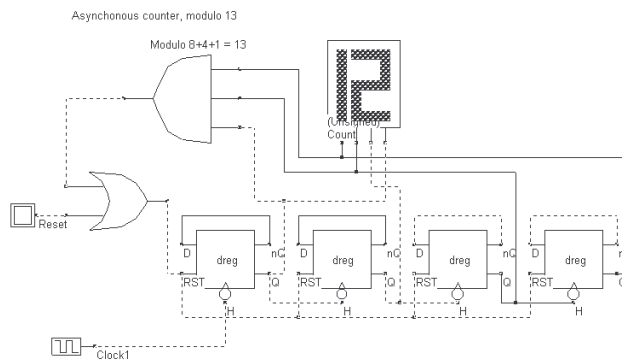 Asynchonous counter, modulo 13
Modulo 8+4+1 = 13
12
(Unsigned)
Count
Reset
D nQ D nQ D nQ D
dreg dreg dreg dreg
RST Q RST Q RST Q RST
H H H H
Clock1